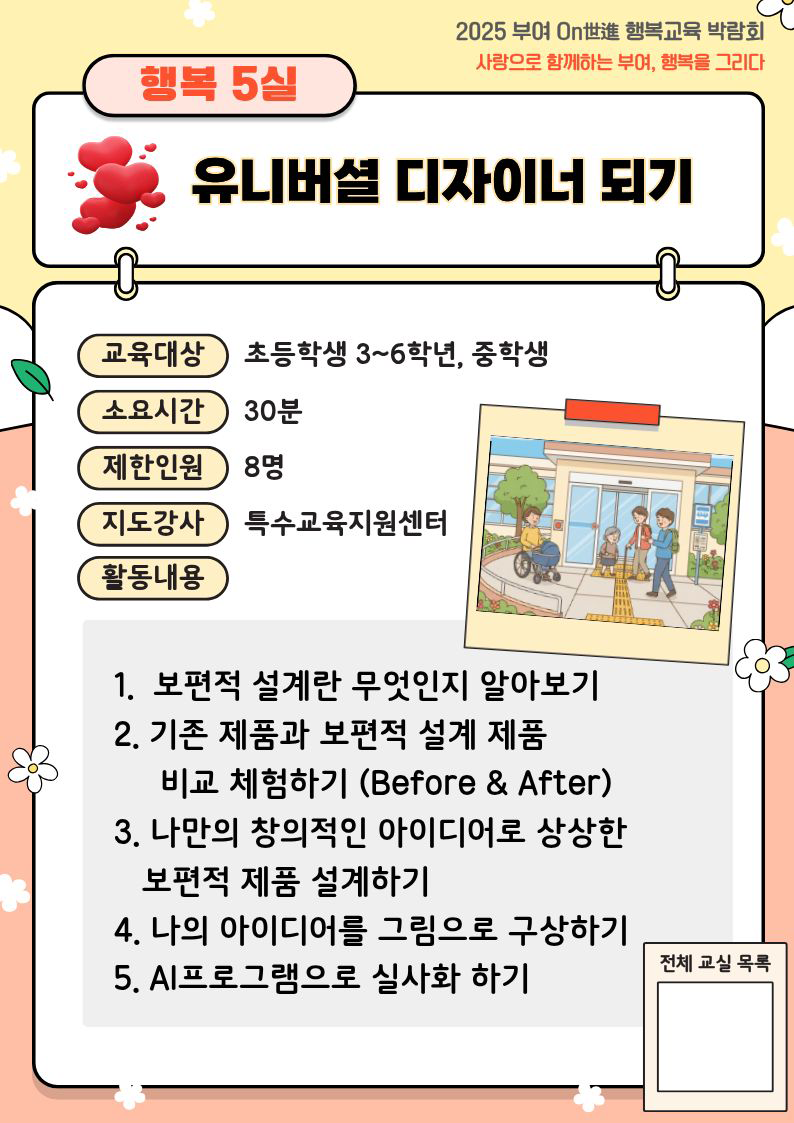 2025 부여 On世進 행복교육 박람회
사랑으로 함께하는 부여, 행복을 그리다
행복 5실
유니버셜 디자이너 되기
교육대상 초등학생 3~6학년, 중학생
소요시간 30분
제한인원 8명
지도강사 특수교육지원센터
활동내용
1. 보편적 설계란 무엇인지 알아보기
2. 기존 제품과 보편적 설계 제품
비교 체험하기 (Before & After)
3. 나만의 창의적인 아이디어로 상상한
보편적 제품 설계하기
4. 나의 아이디어를 그림으로 구상하기
5. AI프로그램으로 실사화 하기
전체 교실 목록